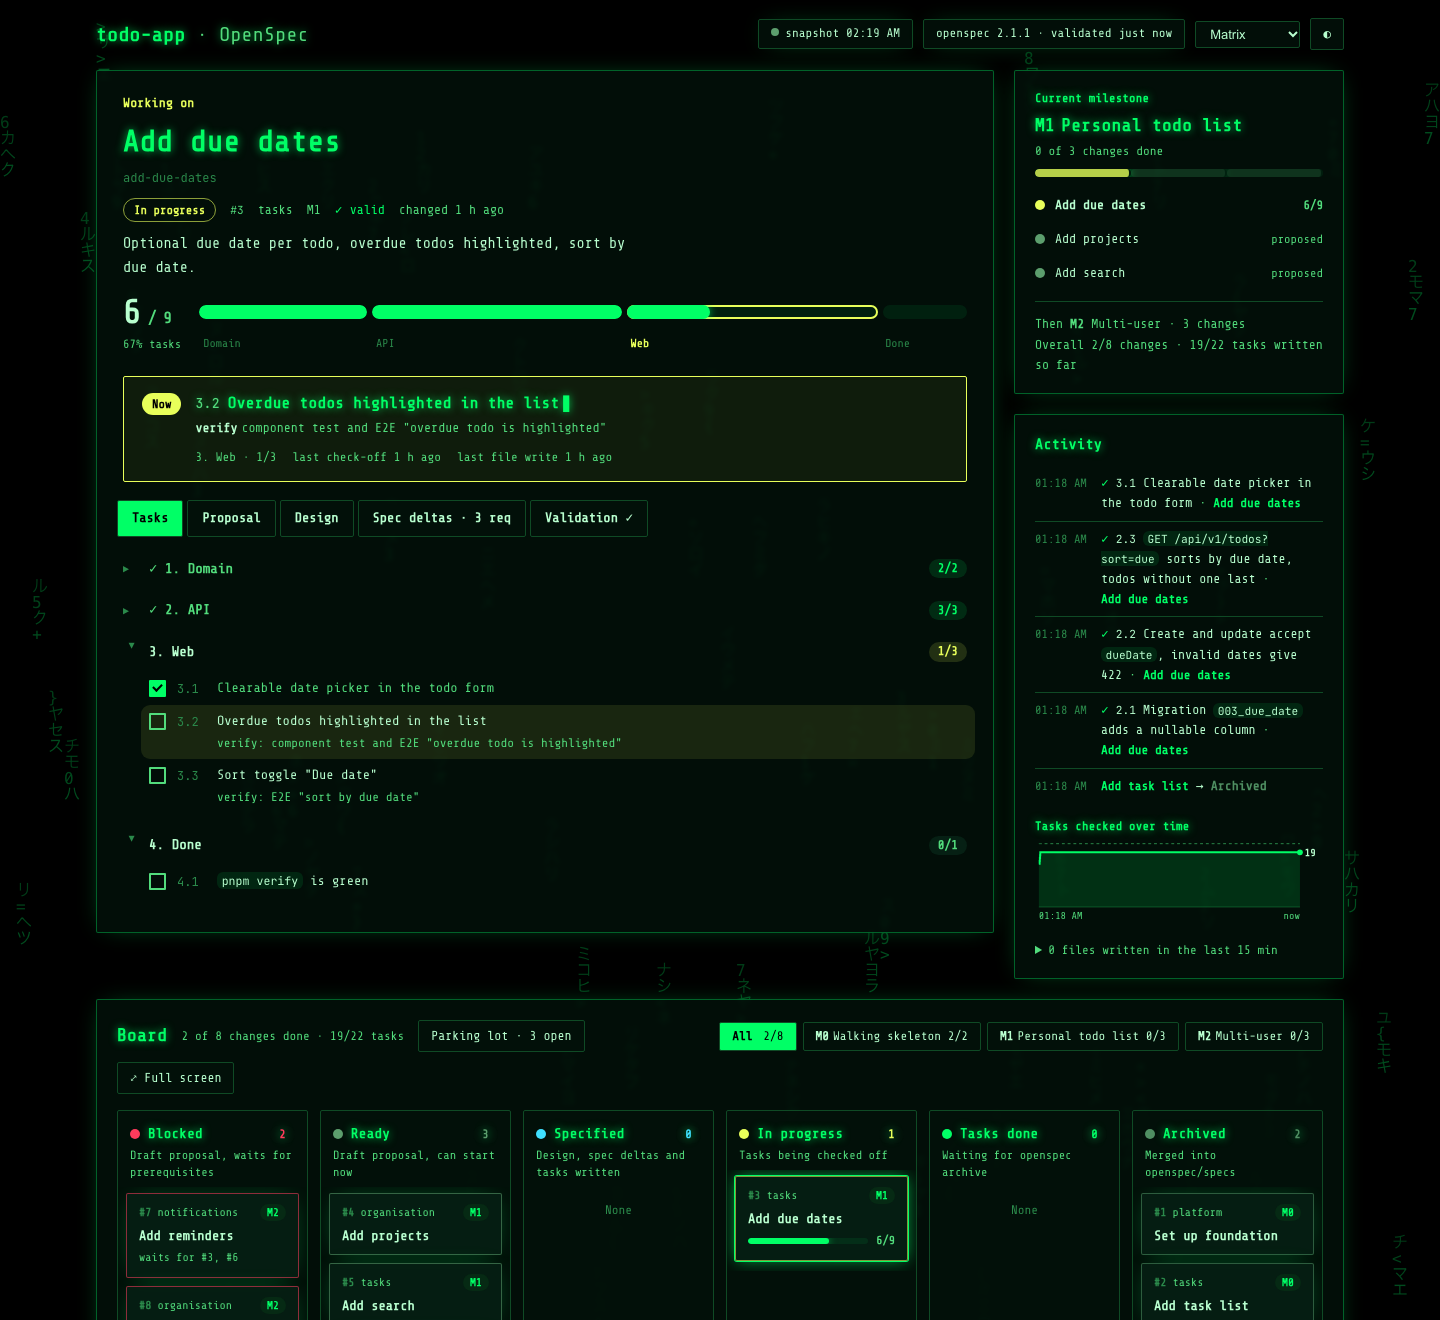 todo-app · OpenSpec
snapshot 02:19 AM
openspec 2.1.1 · validated just now
Matrix
Working on
Add due dates
add-due-dates
In progress #3 tasks M1 ✓ valid changed 1 h ago
Optional due date per todo, overdue todos highlighted, sort by
due date.
6 / 9
67% tasks
Domain API Web Done
Now 3.2 Overdue todos highlighted in the list
verify component test and E2E "overdue todo is highlighted"
3. Web · 1/3 last check-off 1 h ago last file write 1 h ago
Tasks Proposal Design Spec deltas · 3 req Validation ✓
✓ 1. Domain 2/2
✓ 2. API 3/3
3. Web 1/3
3.1 Clearable date picker in the todo form
3.2 Overdue todos highlighted in the list
verify: component test and E2E "overdue todo is highlighted"
3.3 Sort toggle "Due date"
verify: E2E "sort by due date"
4. Done 0/1
4.1 pnpm verify is green
Current milestone
M1 Personal todo list
0 of 3 changes done
Add due dates 6/9
Add projects proposed
Add search proposed
Then M2 Multi-user · 3 changes
Overall 2/8 changes · 19/22 tasks written
so far
Activity
01:18 AM ✓ 3.1 Clearable date picker in
the todo form · Add due dates
01:18 AM ✓ 2.3 GET /api/v1/todos?
sort=due sorts by due date,
todos without one last ·
Add due dates
01:18 AM ✓ 2.2 Create and update accept
dueDate, invalid dates give
422 · Add due dates
01:18 AM ✓ 2.1 Migration 003_due_date
adds a nullable column ·
Add due dates
01:18 AM Add task list → Archived
Tasks checked over time
19
01:18 AM now
0 files written in the last 15 min
Board 2 of 8 changes done · 19/22 tasks Parking lot · 3 open
All 2/8 M0 Walking skeleton 2/2 M1 Personal todo list 0/3 M2 Multi-user 0/3
⤢ Full screen
Blocked 2
Draft proposal, waits for
prerequisites
#7 notifications M2
Add reminders
waits for #3, #6
#8 organisation M2
Ready 3
Draft proposal, can start
now
#4 organisation M1
Add projects
#5 tasks M1
Add search
Specified 0
Design, spec deltas and
tasks written
None
In progress 1
Tasks being checked off
#3 tasks M1
Add due dates
6/9
Tasks done 0
Waiting for openspec
archive
None
Archived 2
Merged into
openspec/specs
#1 platform M0
Set up foundation
#2 tasks M0
Add task list